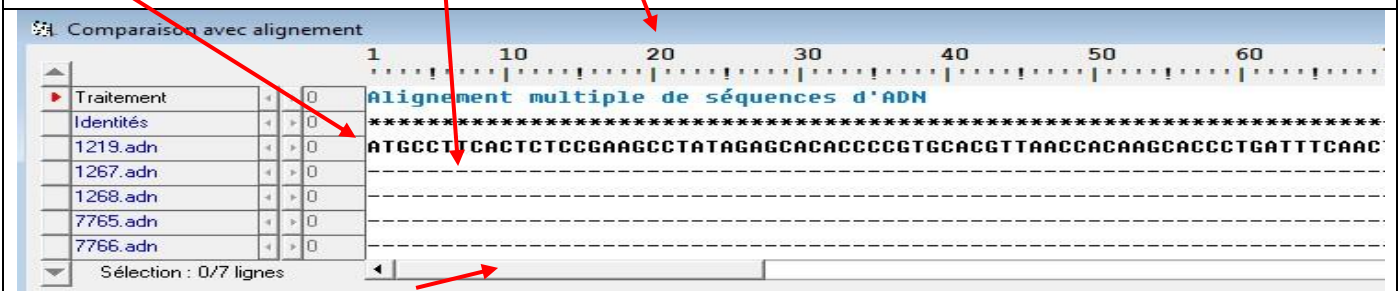 Comparaison avec alignement
1 10 20 30 40 50 60
Traitement 0 Alignement multiple de séquences d'ADN
Identités 0 *********************************************************************
1219.adn 0 ATGCCTTCACTCTCCGAAGCCTATAGAGCACACCCCGTGCACGTTAACCACAAGCACCCTGATTTCAAC
1267.adn 0 ---------------------------------------------------------------------
1268.adn 0 ---------------------------------------------------------------------
7765.adn 0 ---------------------------------------------------------------------
7766.adn 0 ---------------------------------------------------------------------
Sélection : 0/7 lignes